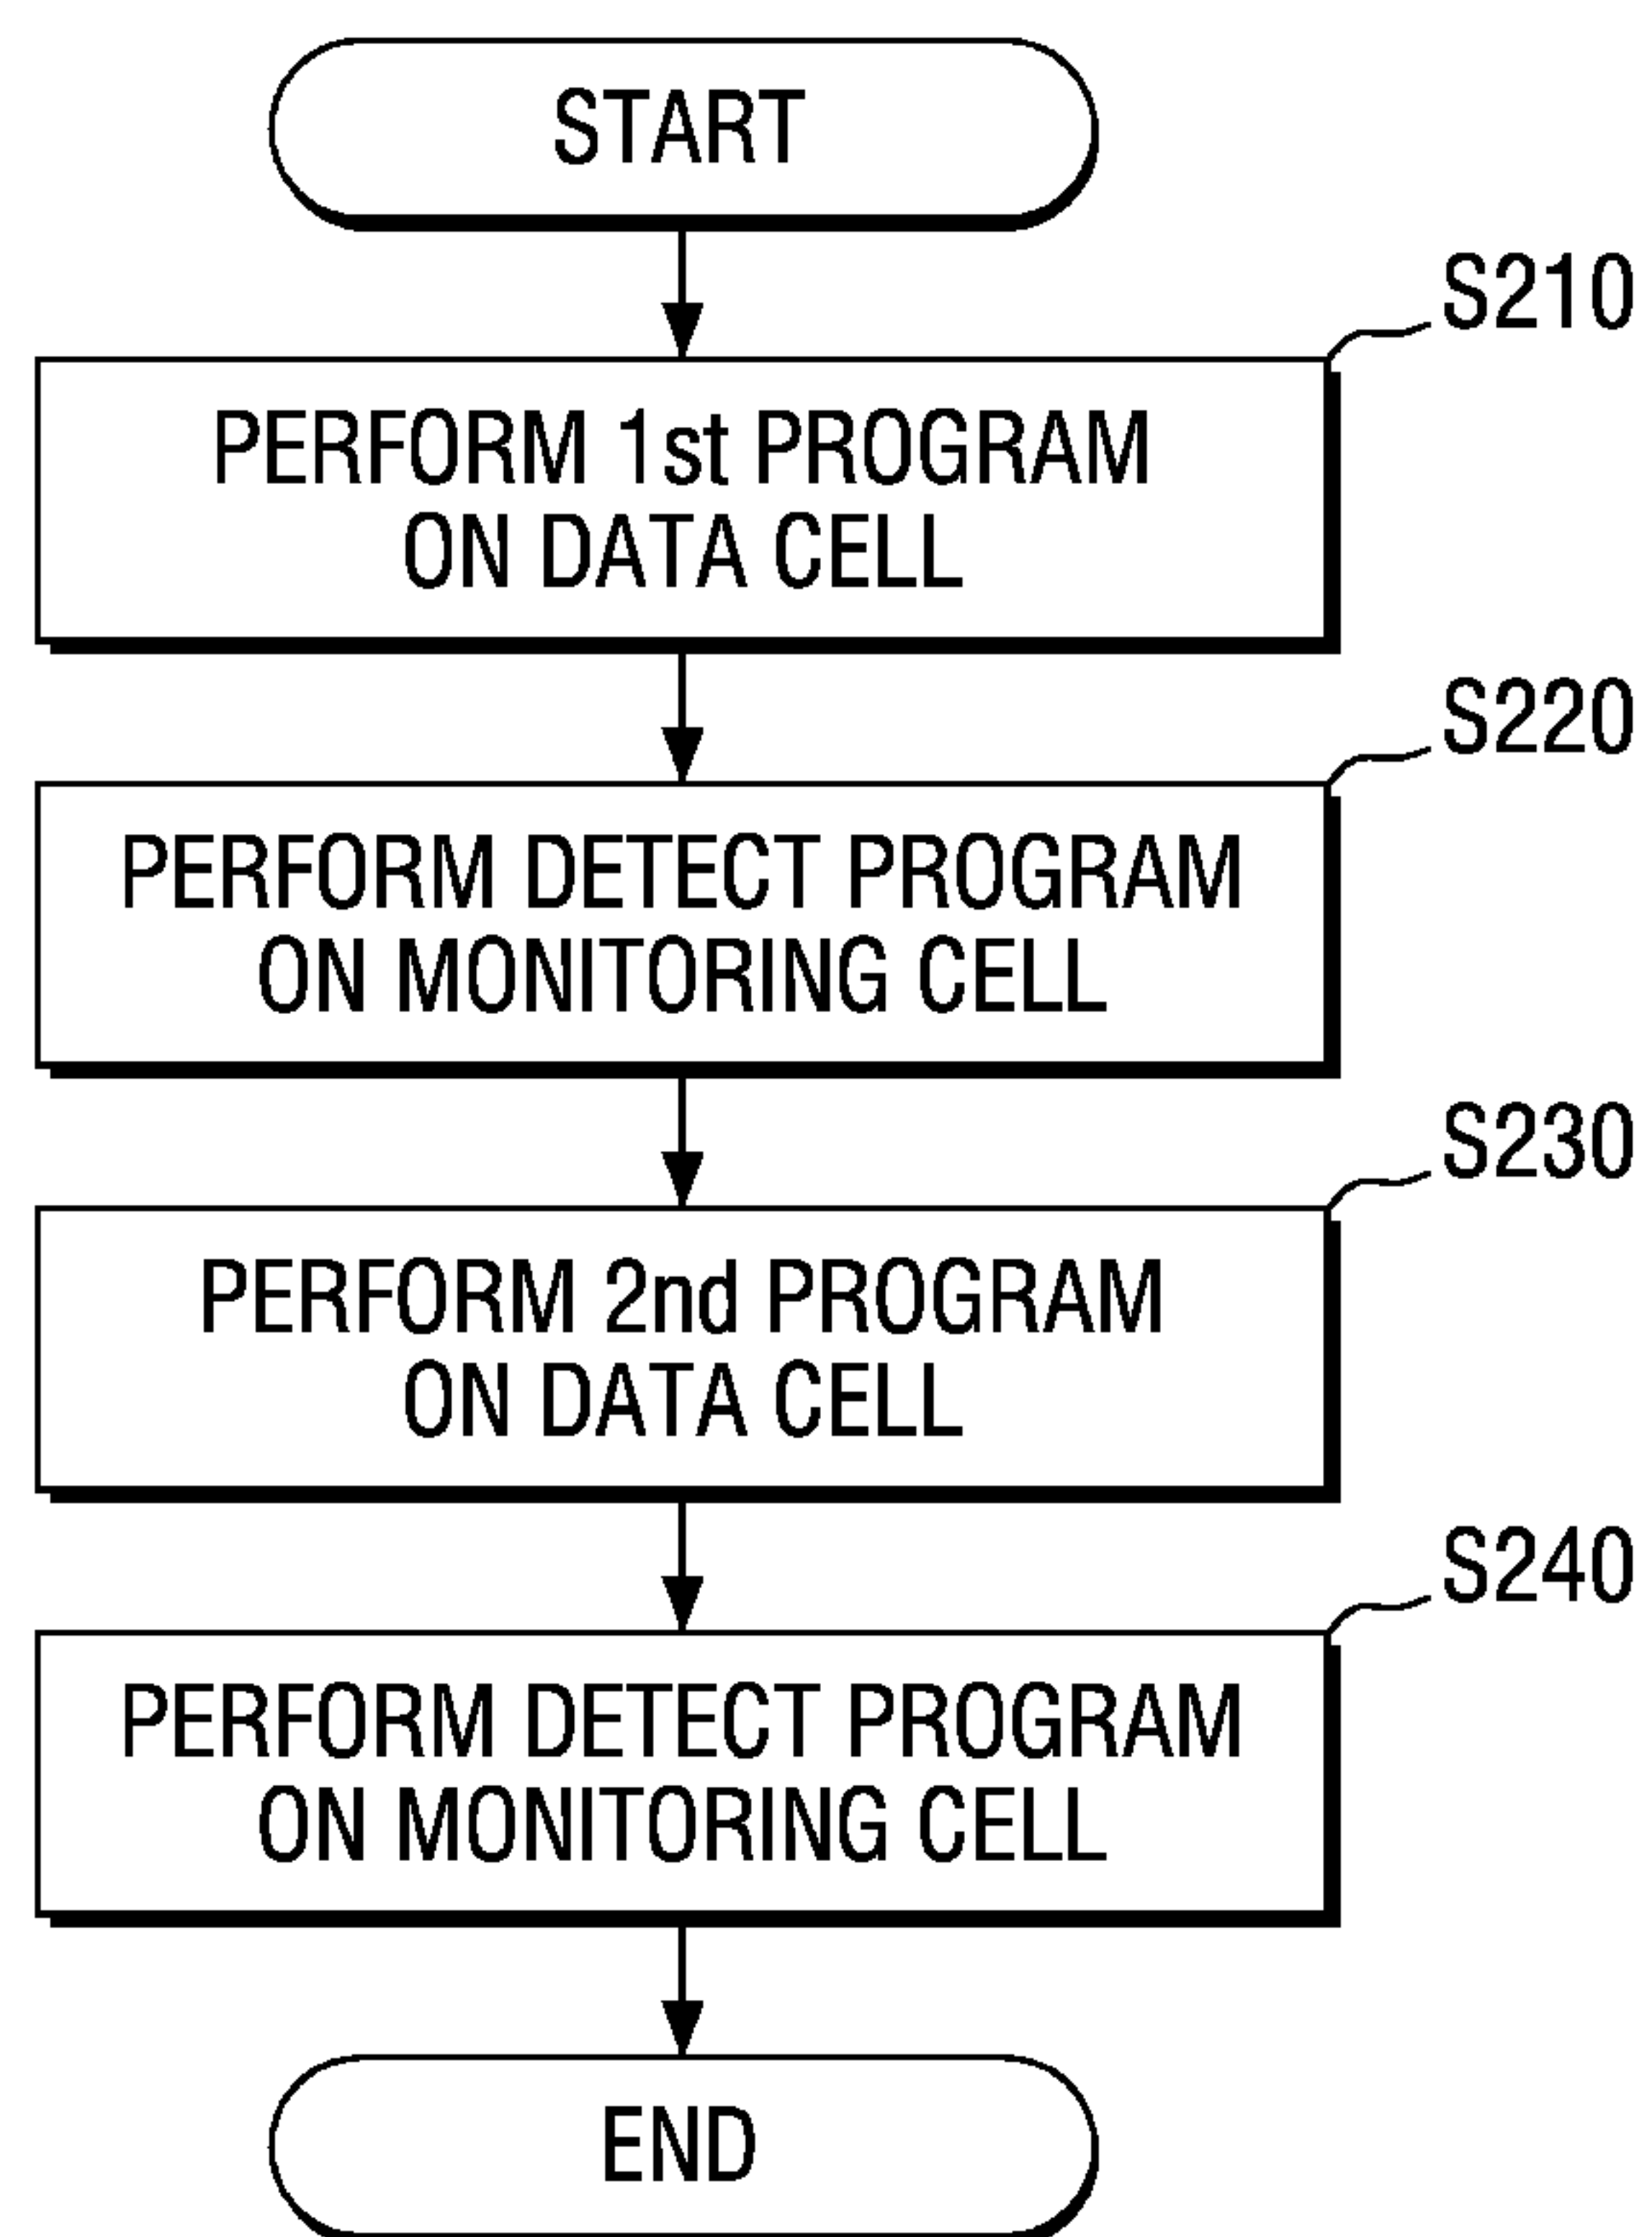 START
S210
PERFORM 1st PROGRAM
ON DATA CELL
S220
PERFORM DETECT PROGRAM
ON MONITORING CELL
S230
PERFORM 2nd PROGRAM
ON DATA CELL
S240
PERFORM DETECT PROGRAM
ON MONITORING CELL
END